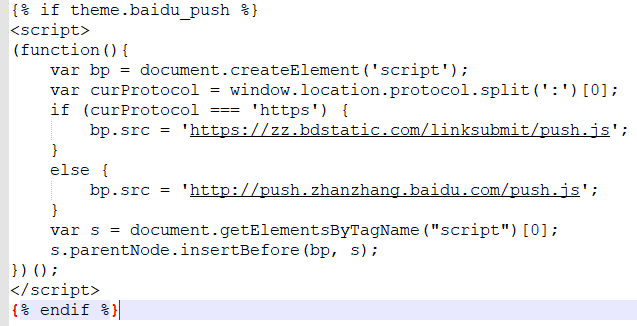 {% if theme.baidu_push %}
<script>
(function(){
    var bp = document.createElement('script');
    var curProtocol = window.location.protocol.split(':')[0];
    if (curProtocol === 'https') {
        bp.src = 'https://zz.bdstatic.com/linksubmit/push.js';
    }
    else {
        bp.src = 'http://push.zhanzhang.baidu.com/push.js';
    }
    var s = document.getElementsByTagName("script")[0];
    s.parentNode.insertBefore(bp, s);
})();
</script>
{% endif %}